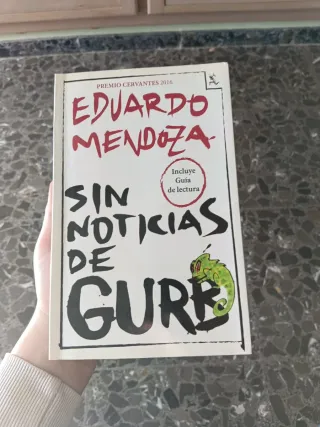 PREMIO CERVANTES 2016
EDUARDO
MENDOZA
Incluye
Guía
de lectura
SIN
NOTICIAS
DE
GURB